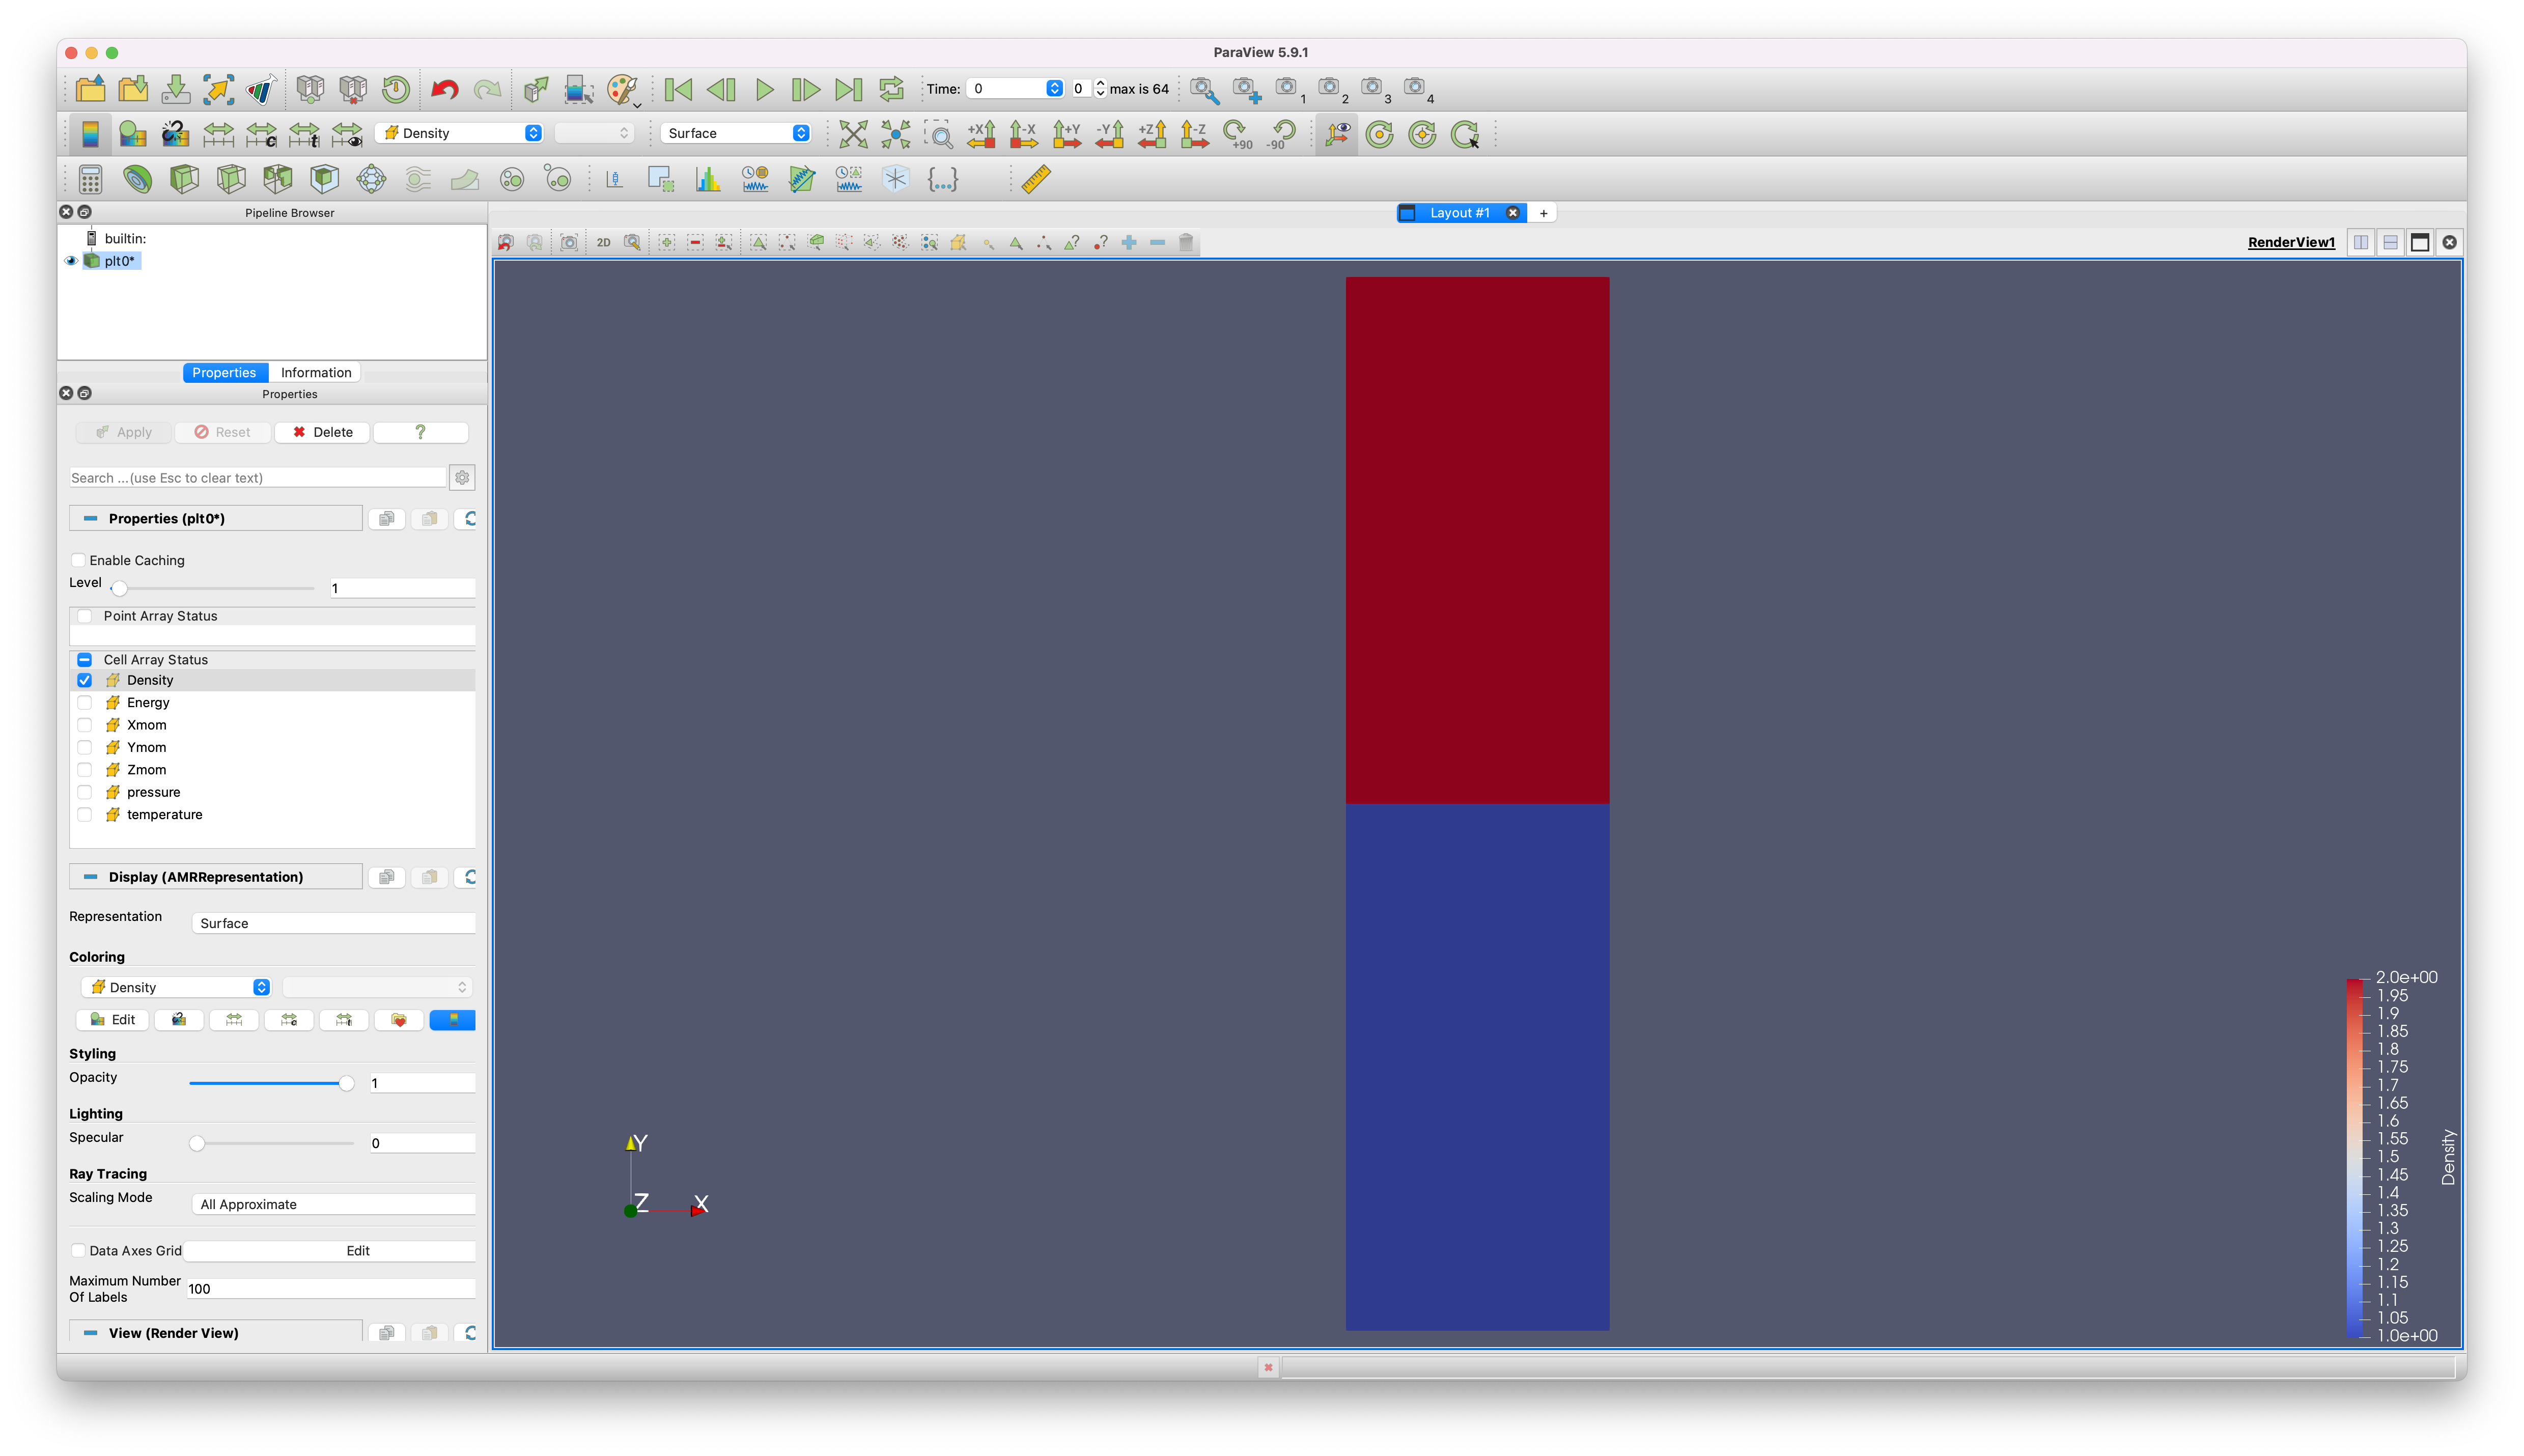 ParaView 5.9.1
Time: 0 0 max is 64 1 2 3 4
Density Surface +X -X +Y -Y +Z -Z +90 -90
Pipeline Browser
Layout #1 +
builtin:
plt0*
2D RenderView1
Properties Information
Properties
Apply Reset Delete ?
Search ... (use Esc to clear text)
Properties (plt0*)
Enable Caching
Level 1
Point Array Status
Cell Array Status
Density
Energy
Xmom
Ymom
Zmom
pressure
temperature
Display (AMRRepresentation)
Representation Surface
Coloring
Density
Edit
Styling
Opacity 1
Lighting
Specular 0
Ray Tracing
Scaling Mode All Approximate
Data Axes Grid Edit
Maximum Number
Of Labels 100
View (Render View)
Y
Z X
2.0e+00
1.95
1.9
1.85
1.8
1.75
1.7
1.65
1.6
1.55
1.5
1.45
1.4
1.35
1.3
1.25
1.2
1.15
1.1
1.05
1.0e+00
Density